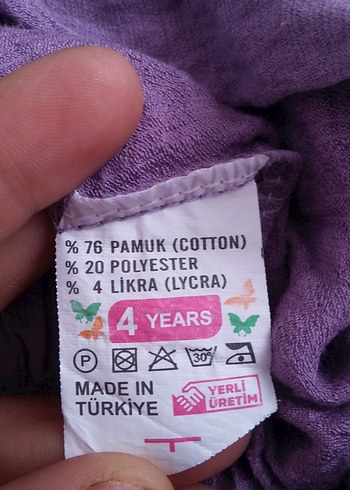 % 76 PAMUK (COTTON)
% 20 POLYESTER
% 4 LİKRA (LYCRA)
4 YEARS
P
30°
MADE IN
TÜRKİYE
YERLİ
ÜRETİM